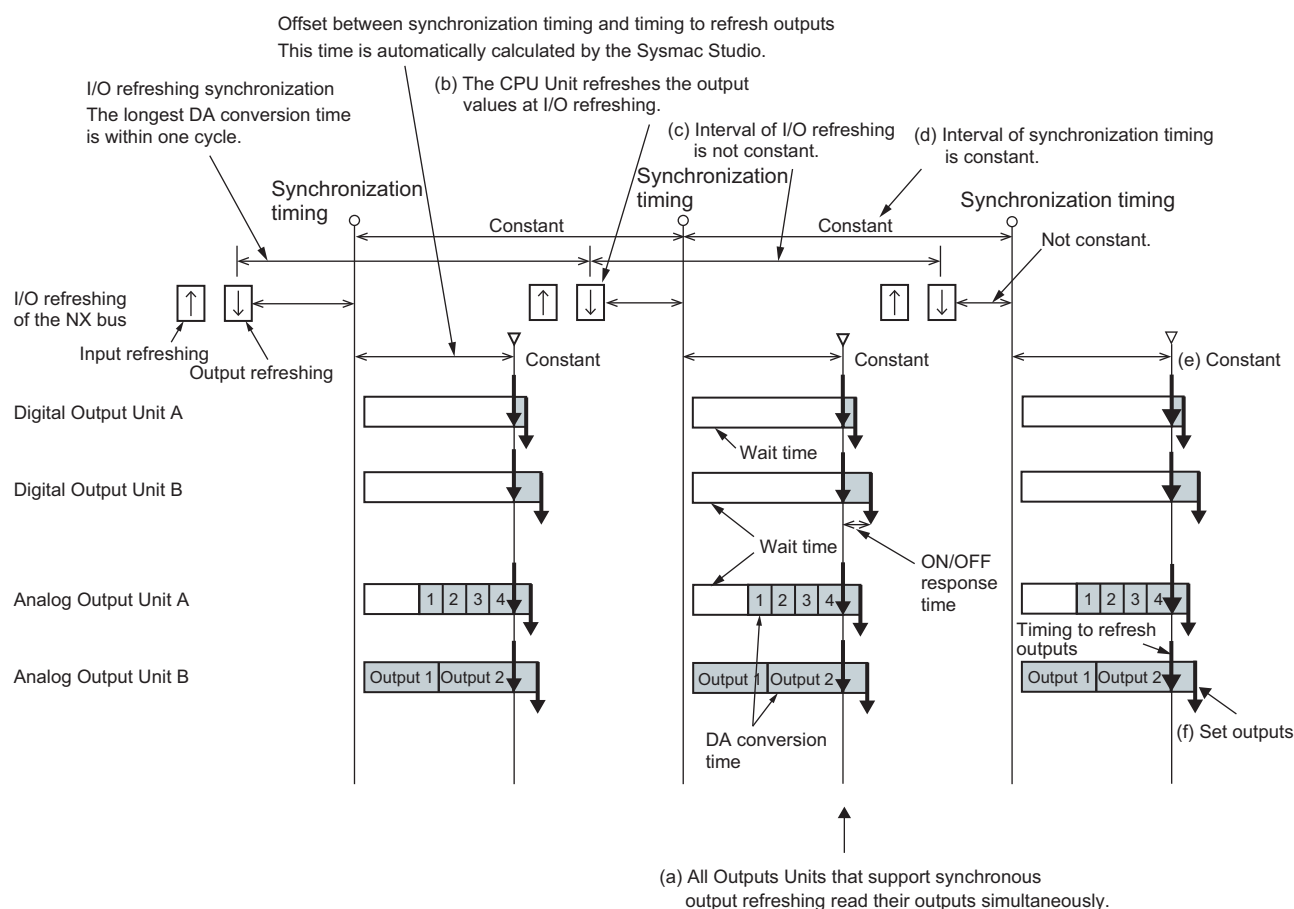 Offset between synchronization timing and timing to refresh outputs
This time is automatically calculated by the Sysmac Studio.
I/O refreshing synchronization
The longest DA conversion time
is within one cycle.
(b) The CPU Unit refreshes the output
values at I/O refreshing.
(c) Interval of I/O refreshing
is not constant.
(d) Interval of synchronization timing
is constant.
Synchronization
timing
Synchronization
timing
Synchronization timing
Constant
Constant
Not constant.
I/O refreshing
of the NX bus
Input refreshing
Output refreshing
Constant
Constant
(e) Constant
Digital Output Unit A
Wait time
Digital Output Unit B
Wait time
ON/OFF
response
time
Analog Output Unit A
1 2 3 4
1 2 3 4
1 2 3 4
Timing to refresh
outputs
Analog Output Unit B
Output 1 Output 2
Output 1 Output 2
Output 1 Output 2
DA conversion
time
(f) Set outputs
(a) All Outputs Units that support synchronous
output refreshing read their outputs simultaneously.